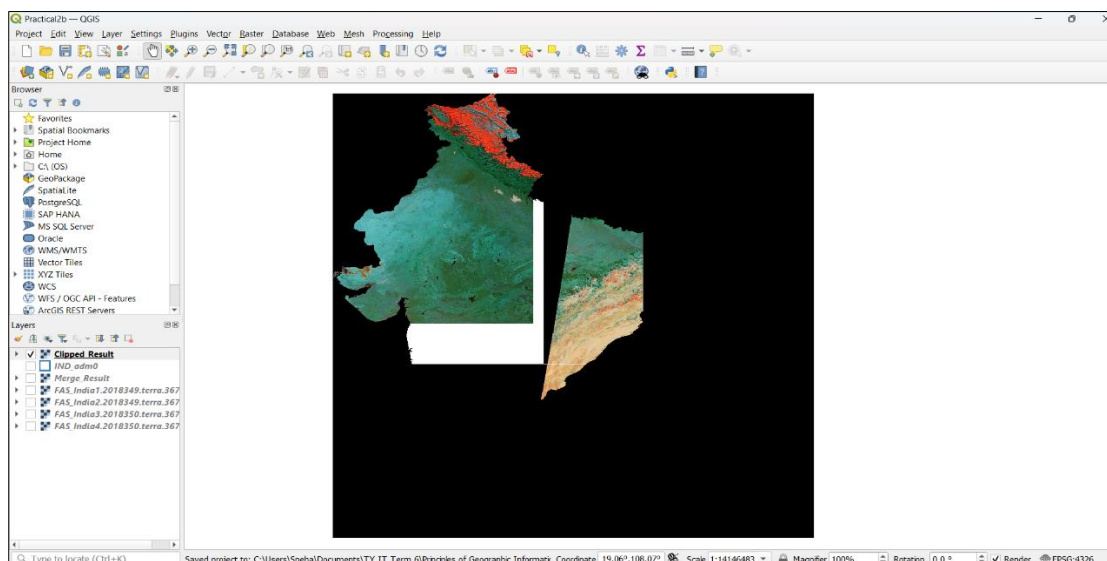 Practical2b — QGIS
Project Edit View Layer Settings Plugins Vector Raster Database Web Mesh Processing Help
Browser
Favorites
Spatial Bookmarks
Project Home
Home
C:\ (OS)
GeoPackage
SpatiaLite
PostgreSQL
SAP HANA
MS SQL Server
Oracle
WMS/WMTS
Vector Tiles
XYZ Tiles
WCS
WFS / OGC API - Features
ArcGIS REST Servers
Layers
Clipped_Result
IND_adm0
Merge_Result
FAS_India1.2018349.terra.367
FAS_India2.2018349.terra.367
FAS_India3.2018350.terra.367
FAS_India4.2018350.terra.367
Type to locate (Ctrl+K) Saved project to: C:\Users\Sneha\Documents\TY IT Term 6\Principles of Geographic Informatic Coordinate 19.06°,108.07° Scale 1:14146483 Magnifier 100% Rotation 0.0 ° Render EPSG:4326